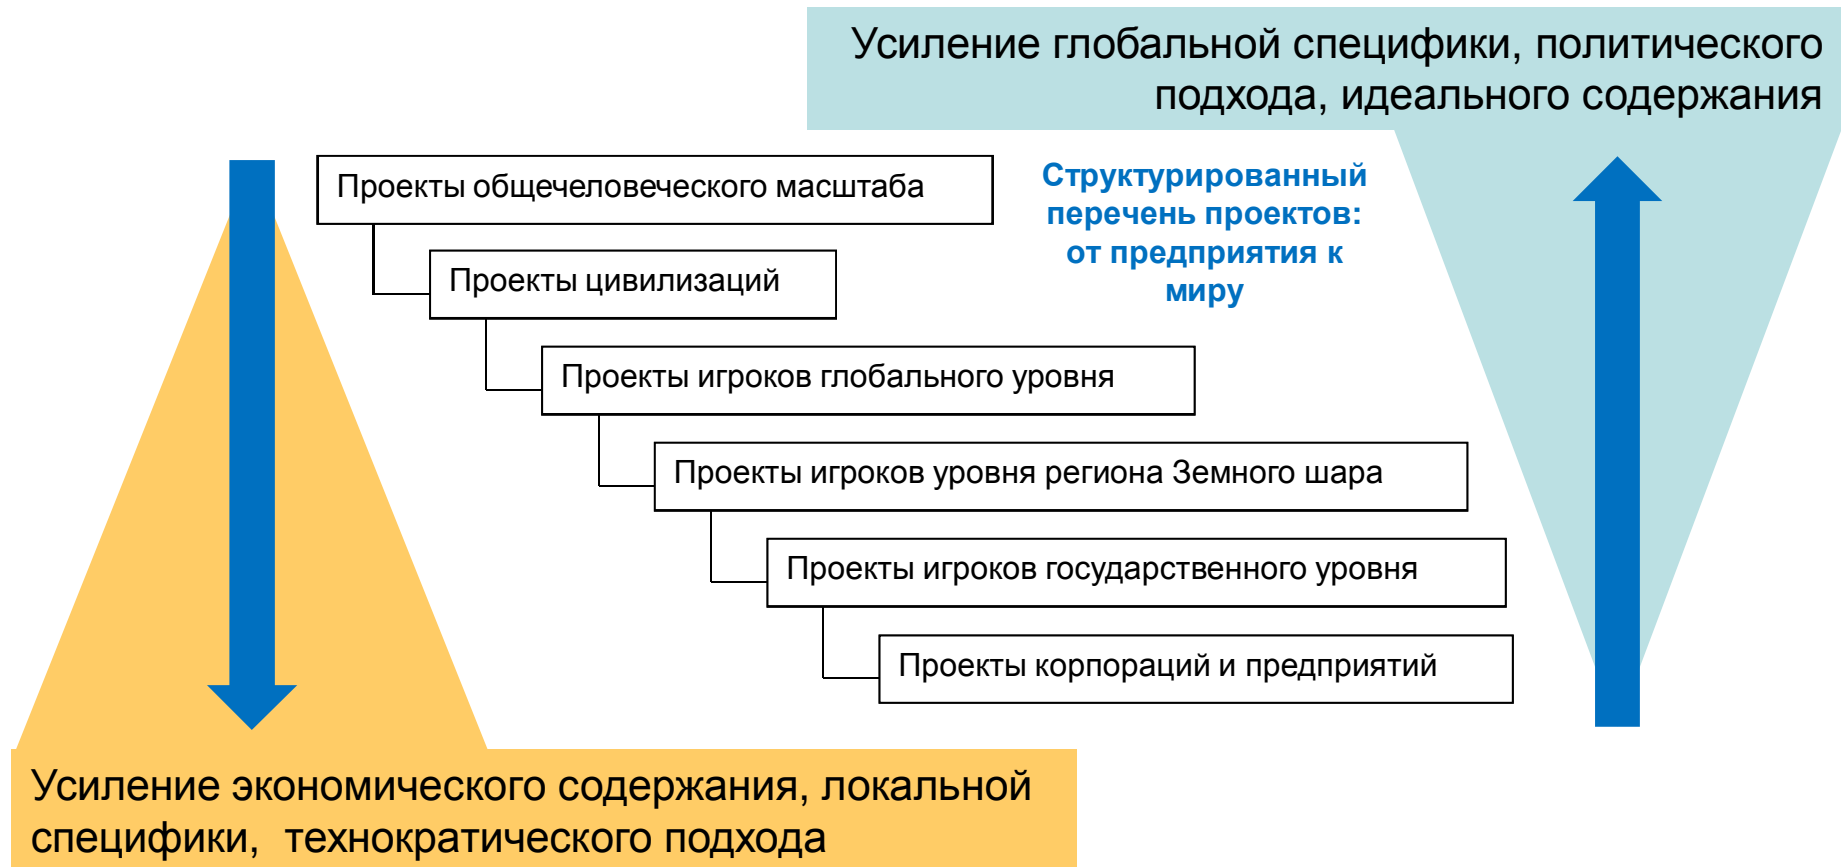 Усиление глобальной специфики, политического
подхода, идеального содержания
Проекты общечеловеческого масштаба
Структурированный
перечень проектов:
от предприятия к
миру
Проекты цивилизаций
Проекты игроков глобального уровня
Проекты игроков уровня региона Земного шара
Проекты игроков государственного уровня
Проекты корпораций и предприятий
Усиление экономического содержания, локальной
специфики, технократического подхода